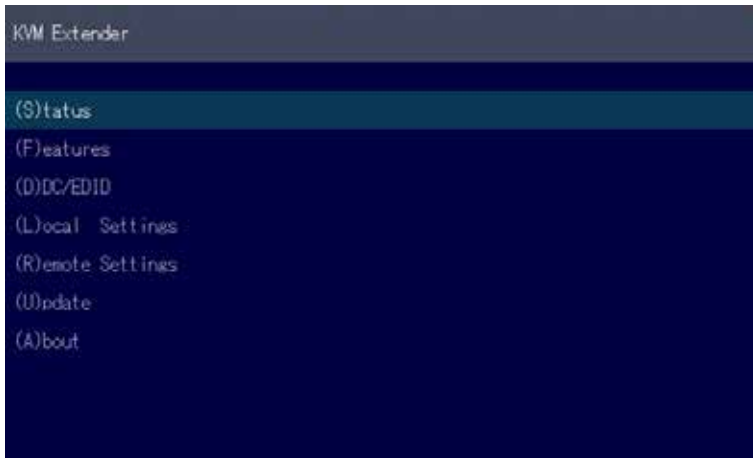 KVM Extender
(S)tatus
(F)eatures
(D)DC/EDID
(L)ocal  Settings
(R)emote Settings
(U)pdate
(A)bout